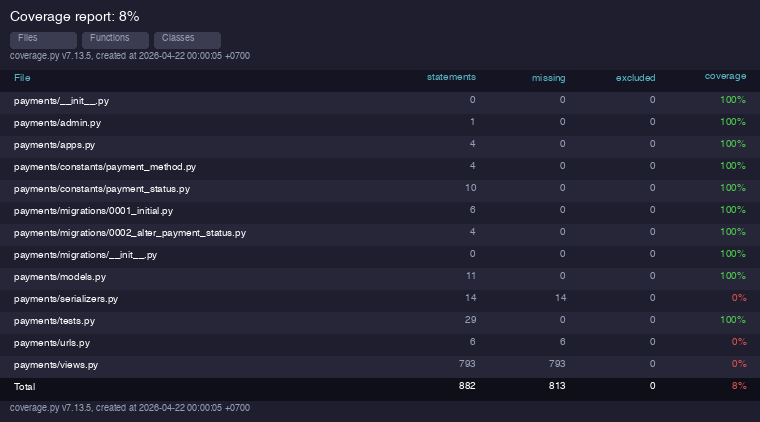 Coverage report: 8%
Files Functions Classes
coverage.py v7.13.5, created at 2026-04-22 00:00:05 +0700
File statements missing excluded coverage
payments/__init__.py 0 0 0 100%
payments/admin.py 1 0 0 100%
payments/apps.py 4 0 0 100%
payments/constants/payment_method.py 4 0 0 100%
payments/constants/payment_status.py 10 0 0 100%
payments/migrations/0001_initial.py 6 0 0 100%
payments/migrations/0002_alter_payment_status.py 4 0 0 100%
payments/migrations/__init__.py 0 0 0 100%
payments/models.py 11 0 0 100%
payments/serializers.py 14 14 0 0%
payments/tests.py 29 0 0 100%
payments/urls.py 6 6 0 0%
payments/views.py 793 793 0 0%
Total 882 813 0 8%
coverage.py v7.13.5, created at 2026-04-22 00:00:05 +0700